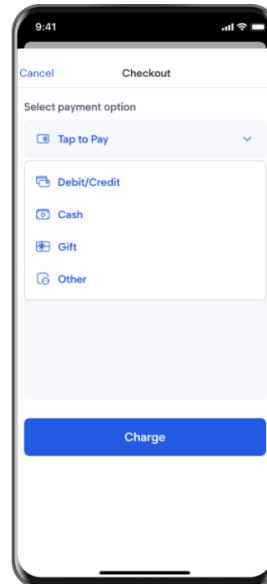 9:41
Cancel Checkout
Select payment option
Tap to Pay
Debit/Credit
Cash
Gift
Other
Charge